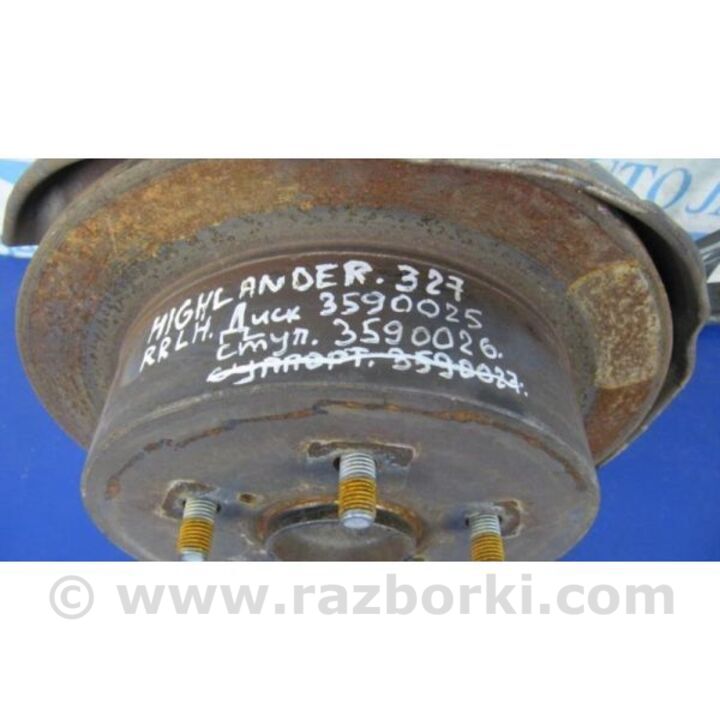 HIGHLANDER. 327
RRLH. Диск 3590025
Ступ. 3590026.
суппорт. 3590027.
© www.razborki.com